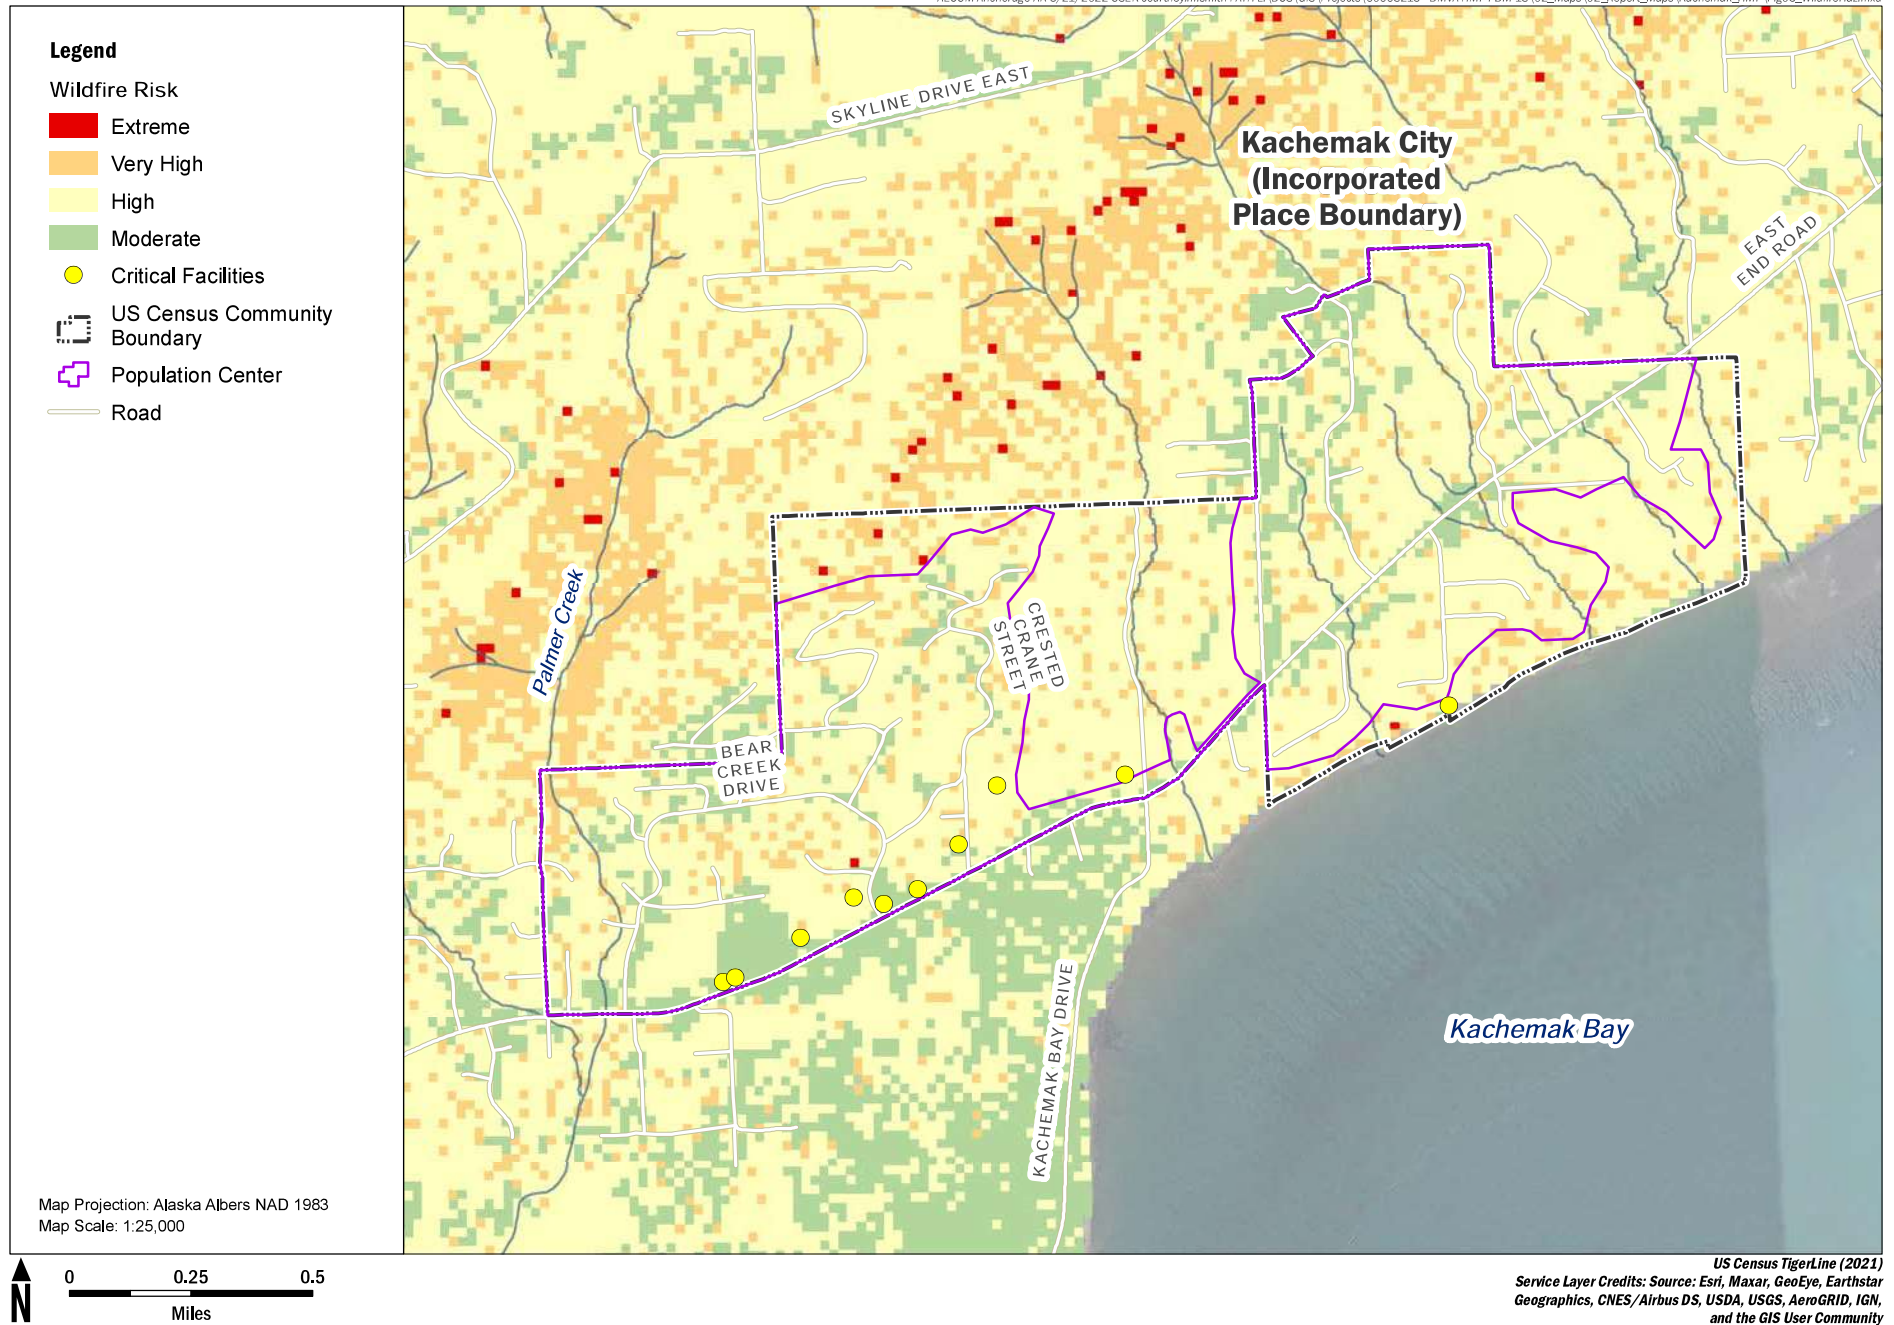 Legend
Wildfire Risk
Extreme
Very High
High
Moderate
Critical Facilities
US Census Community
Boundary
Population Center
Road
Map Projection: Alaska Albers NAD 1983
Map Scale: 1:25,000
N
0 0.25 0.5
Miles
SKYLINE DRIVE EAST
Kachemak City
(Incorporated
Place Boundary)
EAST
END ROAD
Palmer Creek
CRESTED
CRANE
STREET
BEAR
CREEK
DRIVE
KACHEMAK BAY DRIVE
Kachemak Bay
US Census TigerLine (2021)
Service Layer Credits: Source: Esri, Maxar, GeoEye, Earthstar
Geographics, CNES/Airbus DS, USDA, USGS, AeroGRID, IGN,
and the GIS User Community